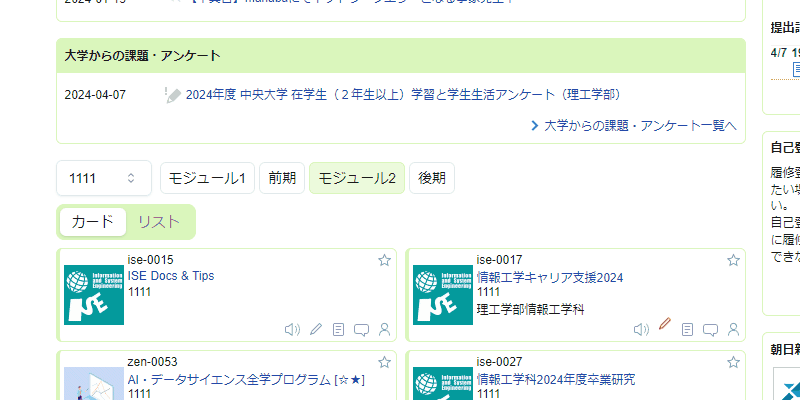 大学からの課題・アンケート
2024-04-07
2024年度 中央大学 在学生（２年生以上）学習と学生生活アンケート（理工学部）
大学からの課題・アンケート一覧へ
1111
モジュール1
前期
モジュール2
後期
カード
リスト
ise-0015
ISE Docs & Tips
1111
Information
and System
Engineering
ISE
ise-0017
情報工学キャリア支援2024
1111
理工学部情報工学科
Information
and System
Engineering
ISE
zen-0053
AI・データサイエンス全学プログラム [☆★]
1111
ise-0027
情報工学科2024年度卒業研究
1111
Information
and System
Engineering
4/7
自己
履修
たい
い。
自己
に履
でき
朝日